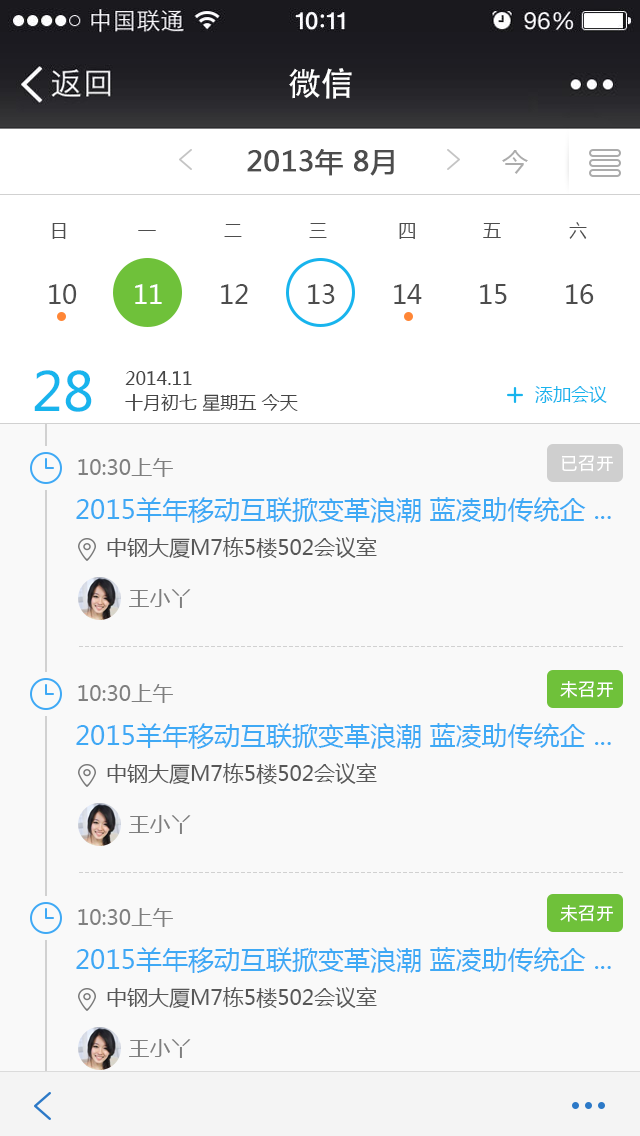 中国联通 10:11 96%
返回 微信
2013年 8月 今
日 一 二 三 四 五 六
10 11 12 13 14 15 16
28 2014.11
十月初七 星期五 今天 + 添加会议
10:30上午 已召开
2015羊年移动互联掀变革浪潮 蓝凌助传统企 ...
中钢大厦M7栋5楼502会议室
王小丫
10:30上午 未召开
2015羊年移动互联掀变革浪潮 蓝凌助传统企 ...
中钢大厦M7栋5楼502会议室
王小丫
10:30上午 未召开
2015羊年移动互联掀变革浪潮 蓝凌助传统企 ...
中钢大厦M7栋5楼502会议室
王小丫